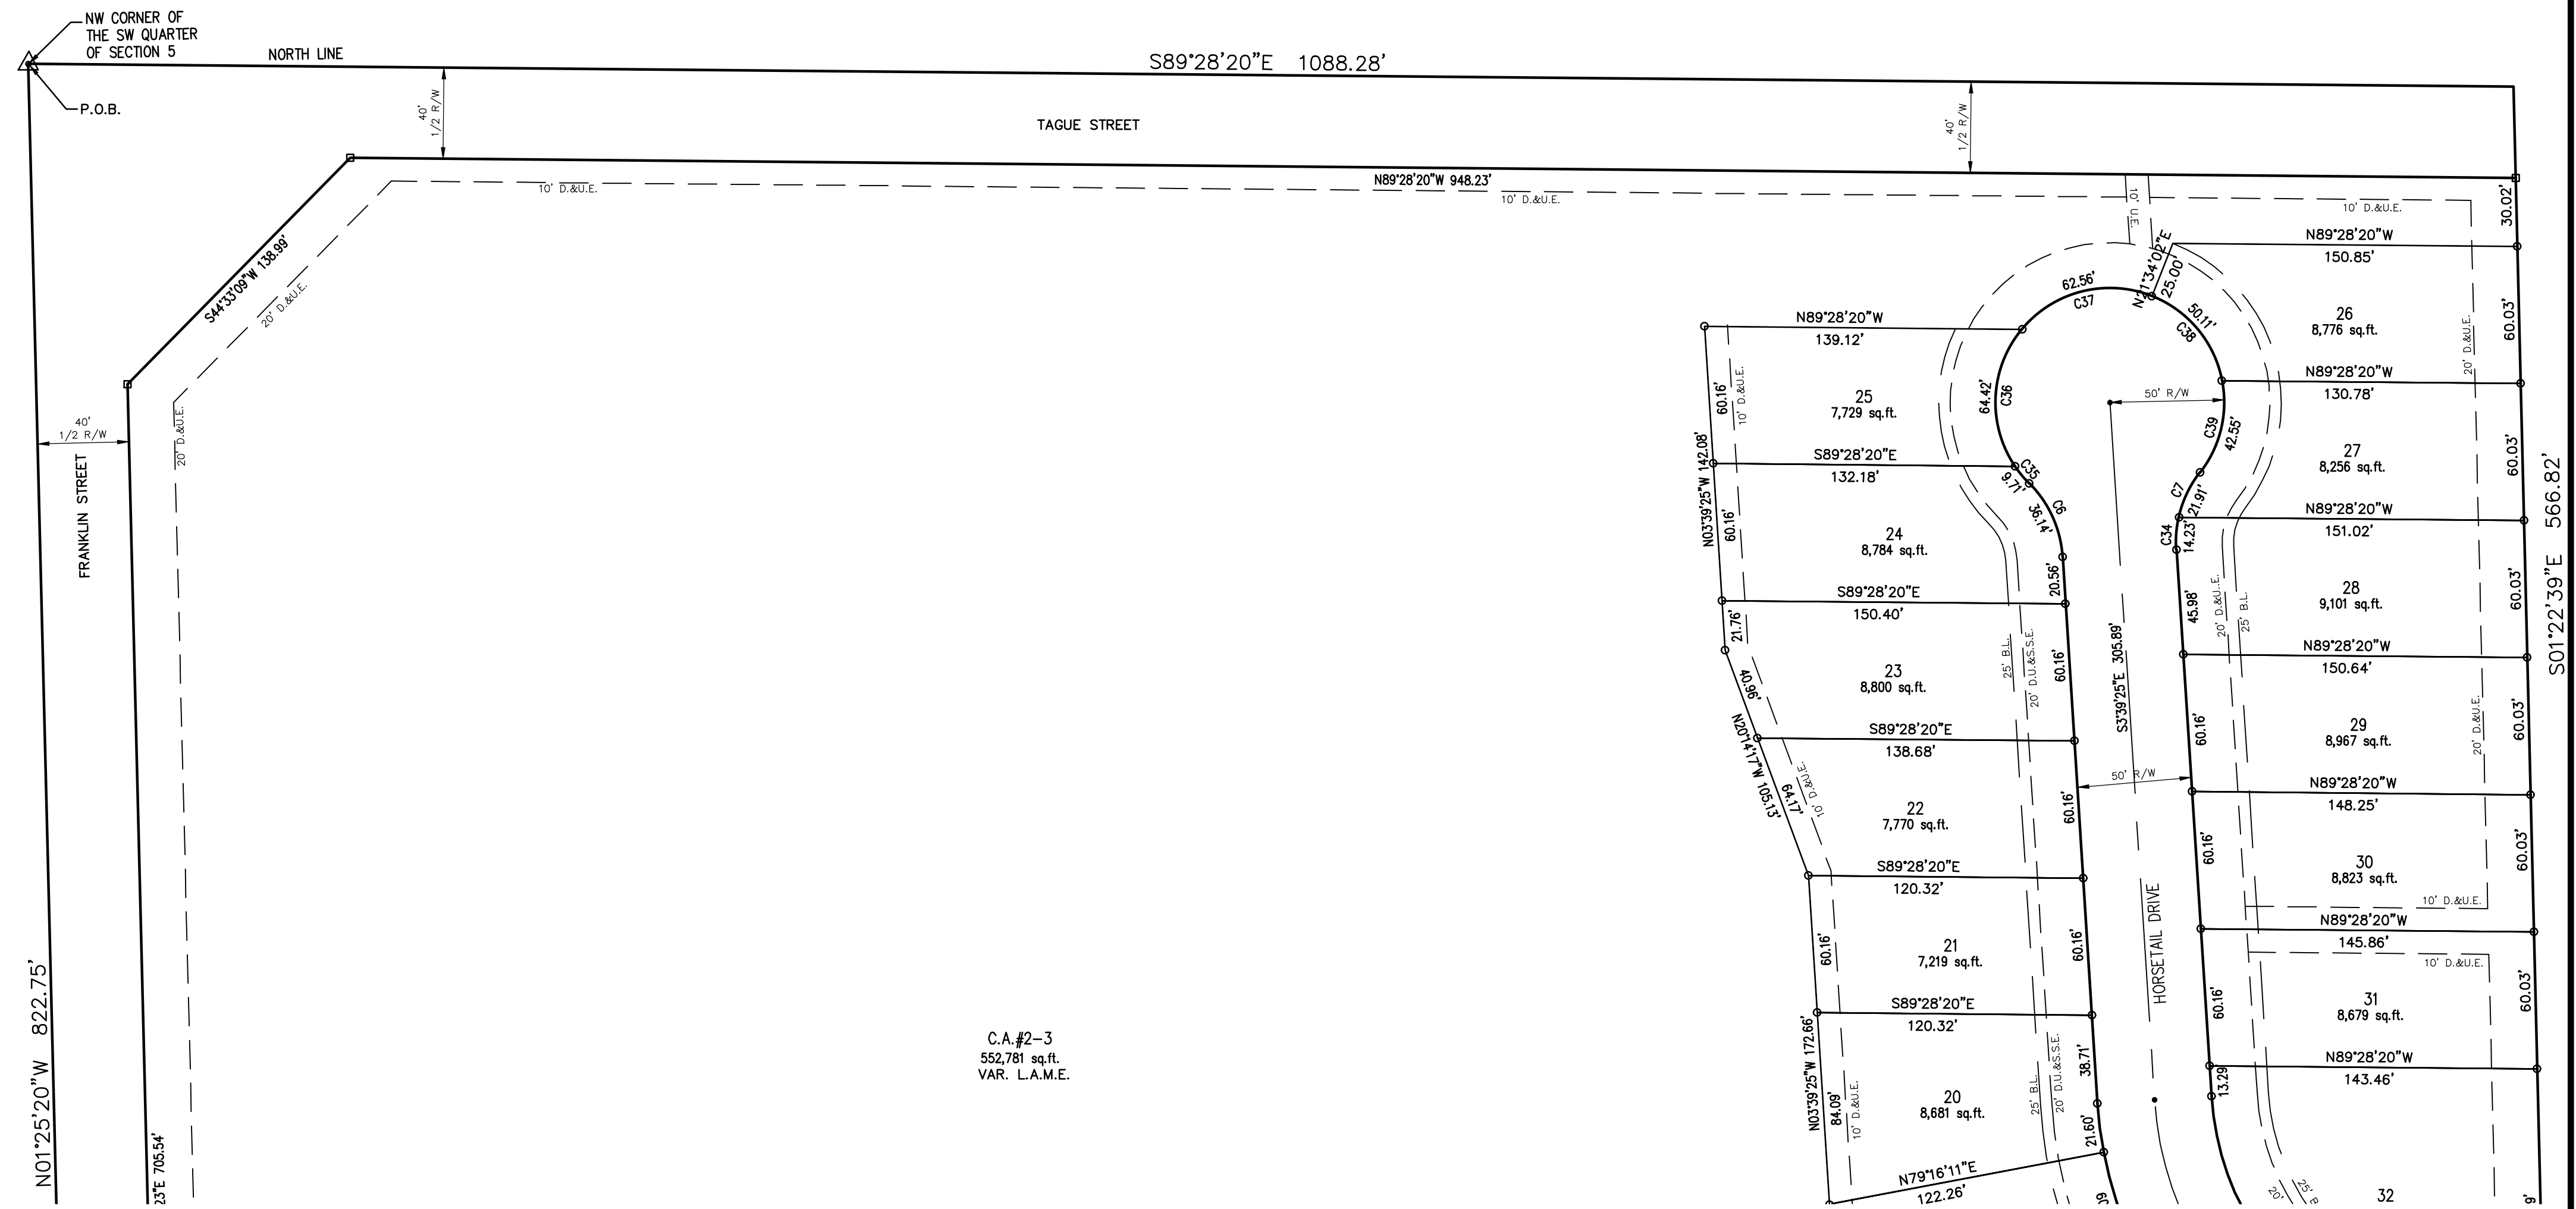 NW CORNER OF
THE SW QUARTER
OF SECTION 5
NORTH LINE
S89°28'20"E 1088.28'
P.O.B.
40'
1/2 R/W
TAGUE STREET
40'
1/2 R/W
N89°28'20"W 948.23'
10' D.&U.E.
10' D.&U.E.
10' D.&U.E.
10' U.E.
30.02'
S44°33'09"W 138.99'
20' D.&U.E.
20' D.&U.E.
40'
1/2 R/W
FRANKLIN STREET
N01°25'20"W 822.75'
23"E 705.54'
C.A.#2-3
552,781 sq.ft.
VAR. L.A.M.E.
N89°28'20"W
139.12'
60.16'
10' D.&U.E.
25
7,729 sq.ft.
64.42'
C36
62.56'
C37
N21°34'02"E
25.00'
50.11'
C38
N89°28'20"W
150.85'
26
8,776 sq.ft.
60.03'
20' D.&U.E.
N89°28'20"W
130.78'
50' R/W
C39
42.55'
27
8,256 sq.ft.
60.03'
S01°22'39"E 566.82'
N03°39'25"W 142.08'
S89°28'20"E
132.18'
C35
9.71'
C6
36.14'
C7
21.91'
C34
14.23'
N89°28'20"W
151.02'
60.16'
24
8,784 sq.ft.
20.56'
45.98'
20' D.&U.E.
25' B.L.
28
9,101 sq.ft.
60.03'
S89°28'20"E
150.40'
21.76'
40.96'
23
8,800 sq.ft.
25' B.L.
20' D.U.&S.S.E.
60.16'
S3°39'25"E 305.89'
N89°28'20"W
150.64'
60.16'
29
8,967 sq.ft.
20' D.&U.E.
60.03'
N20°14'17"W 105.13'
S89°28'20"E
138.68'
64.17'
10' D.&U.E.
22
7,770 sq.ft.
60.16'
50' R/W
N89°28'20"W
148.25'
60.16'
30
8,823 sq.ft.
60.03'
10' D.&U.E.
S89°28'20"E
120.32'
60.16'
21
7,219 sq.ft.
60.16'
HORSETAIL DRIVE
N89°28'20"W
145.86'
10' D.&U.E.
60.16'
31
8,679 sq.ft.
60.03'
S89°28'20"E
120.32'
N03°39'25"W 172.66'
84.09'
10' D.&U.E.
20
8,681 sq.ft.
38.71'
25' B.L.
20' D.U.&S.S.E.
21.60'
13.29
N89°28'20"W
143.46'
N79°16'11"E
122.26'
09
20'
25' B
32
9'